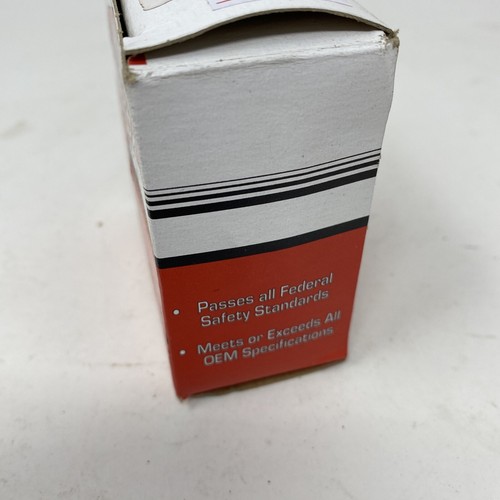 • Passes all Federal
Safety Standards
• Meets or Exceeds All
OEM Specifications